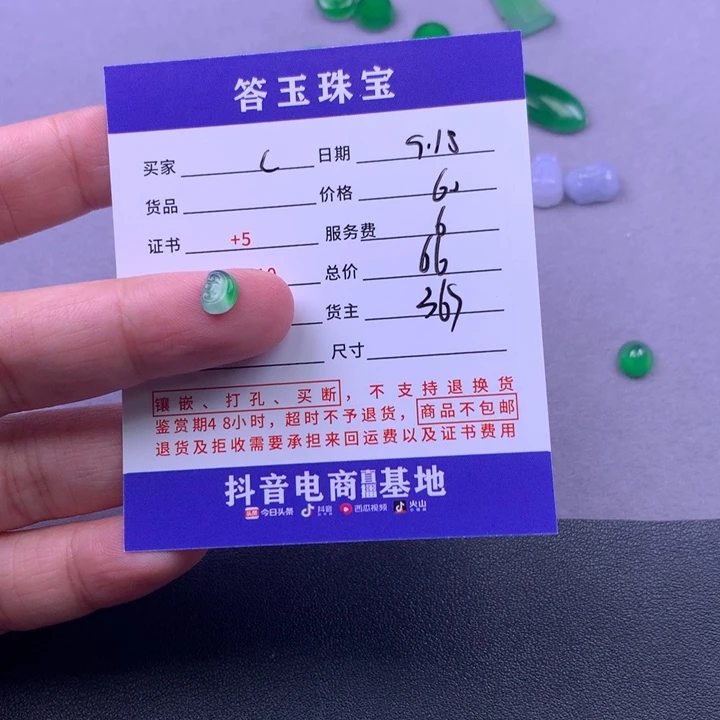 答玉珠宝
买家 C 日期 9.15
货品 价格 60
证书 +5 服务费 6
总价 66
货主 369
尺寸
镶嵌、打孔、买断，不支持退换货
鉴赏期48小时，超时不予退货，商品不包邮
退货及拒收需要承担来回运费以及证书费用
抖音电商直播基地
头条 今日头条 抖音 西瓜视频 火山